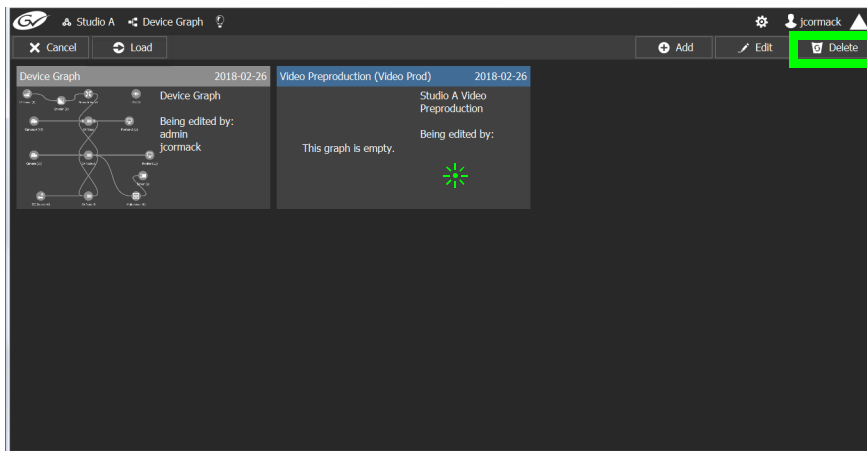 GV Studio A Device Graph jcormack
Cancel Load Add Edit Delete
Device Graph 2018-02-26
Device Graph
Being edited by:
admin
jcormack
Video Preproduction (Video Prod) 2018-02-26
Studio A Video
Preproduction
Being edited by:
This graph is empty.